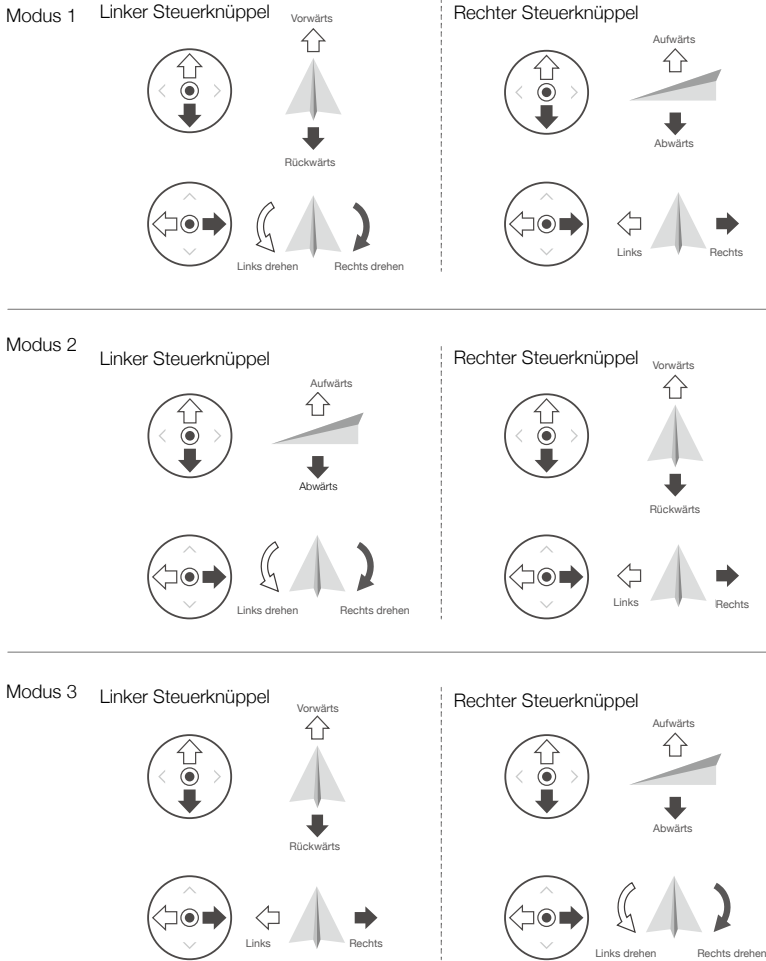 Modus 1
Linker Steuerknüppel
Vorwärts
Rückwärts
Links drehen
Rechts drehen
Rechter Steuerknüppel
Aufwärts
Abwärts
Links
Rechts
Modus 2
Linker Steuerknüppel
Aufwärts
Abwärts
Links drehen
Rechts drehen
Rechter Steuerknüppel
Vorwärts
Rückwärts
Links
Rechts
Modus 3
Linker Steuerknüppel
Vorwärts
Rückwärts
Links
Rechts
Rechter Steuerknüppel
Aufwärts
Abwärts
Links drehen
Rechts drehen